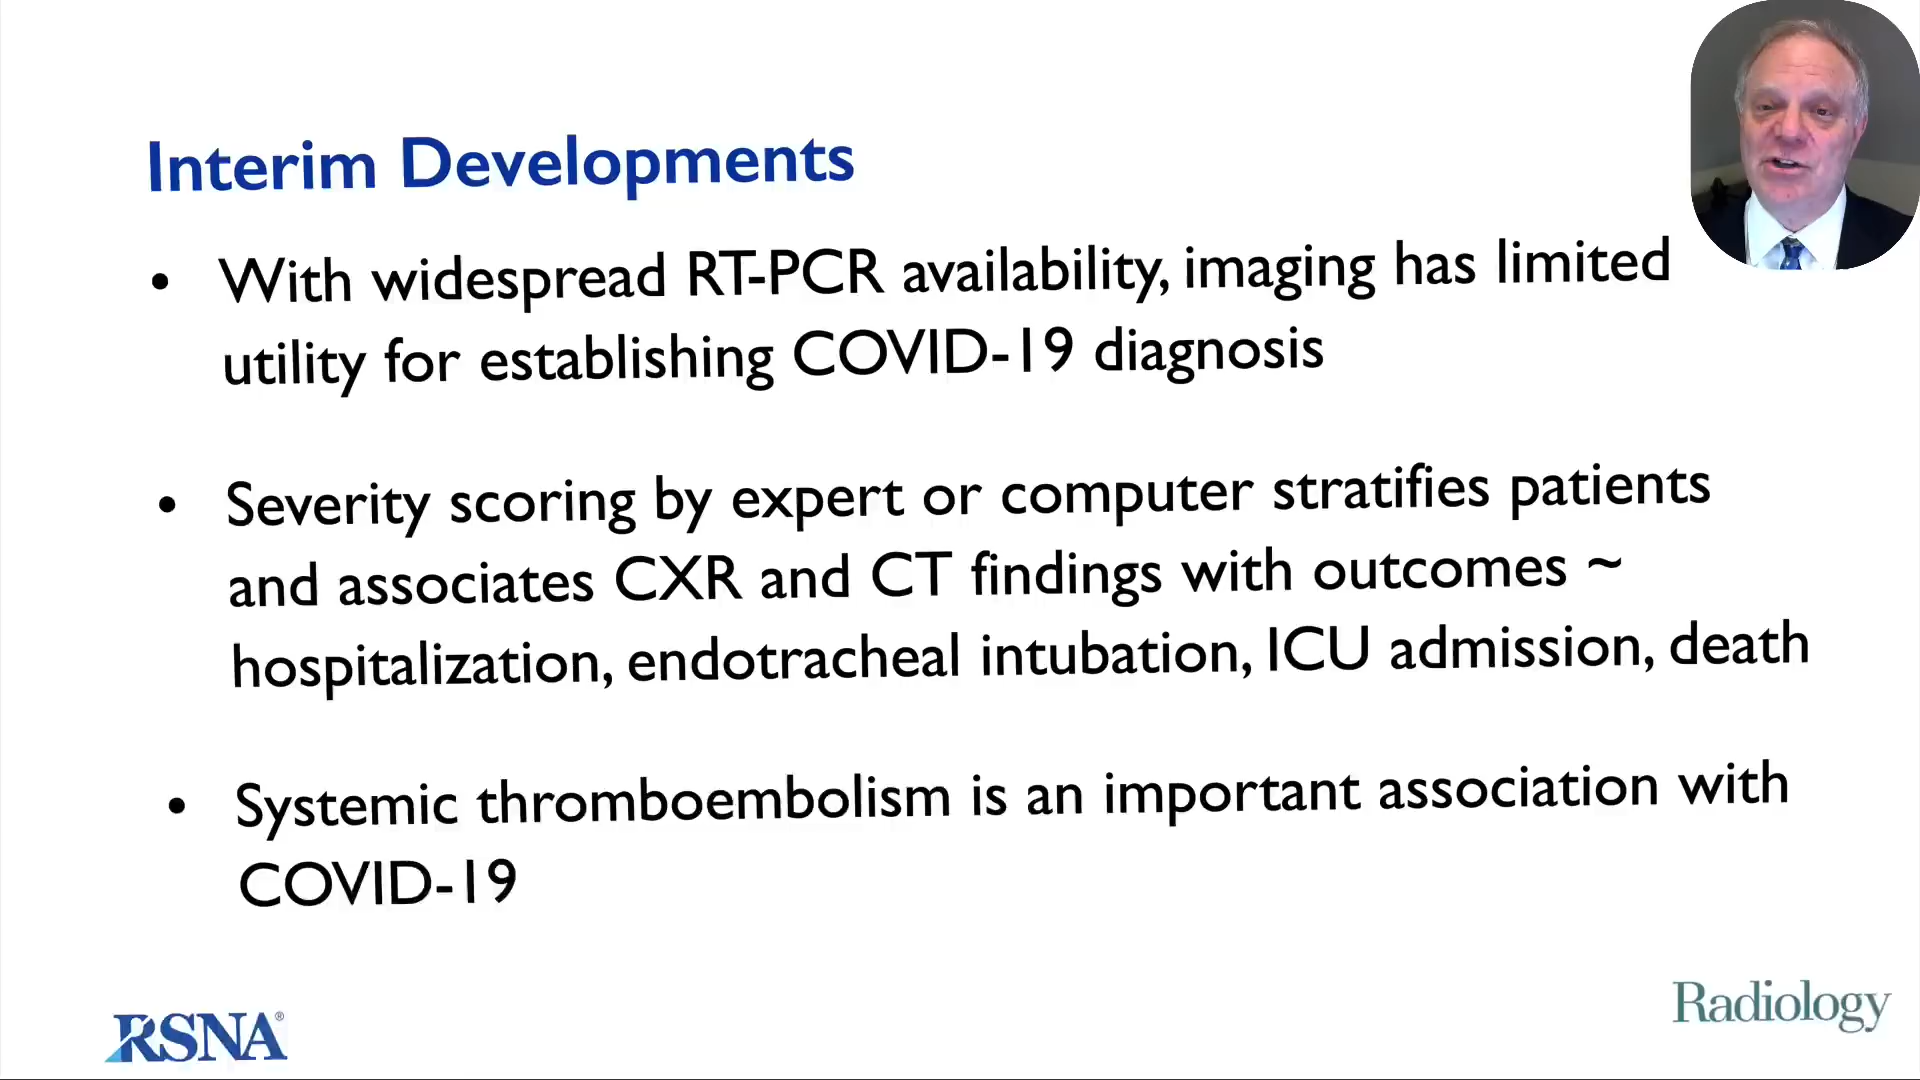 Interim Developments
• With widespread RT-PCR availability, imaging has limited
utility for establishing COVID-19 diagnosis
• Severity scoring by expert or computer stratifies patients
and associates CXR and CT findings with outcomes ~
hospitalization, endotracheal intubation, ICU admission, death
• Systemic thromboembolism is an important association with
COVID-19
RSNA®
Radiology